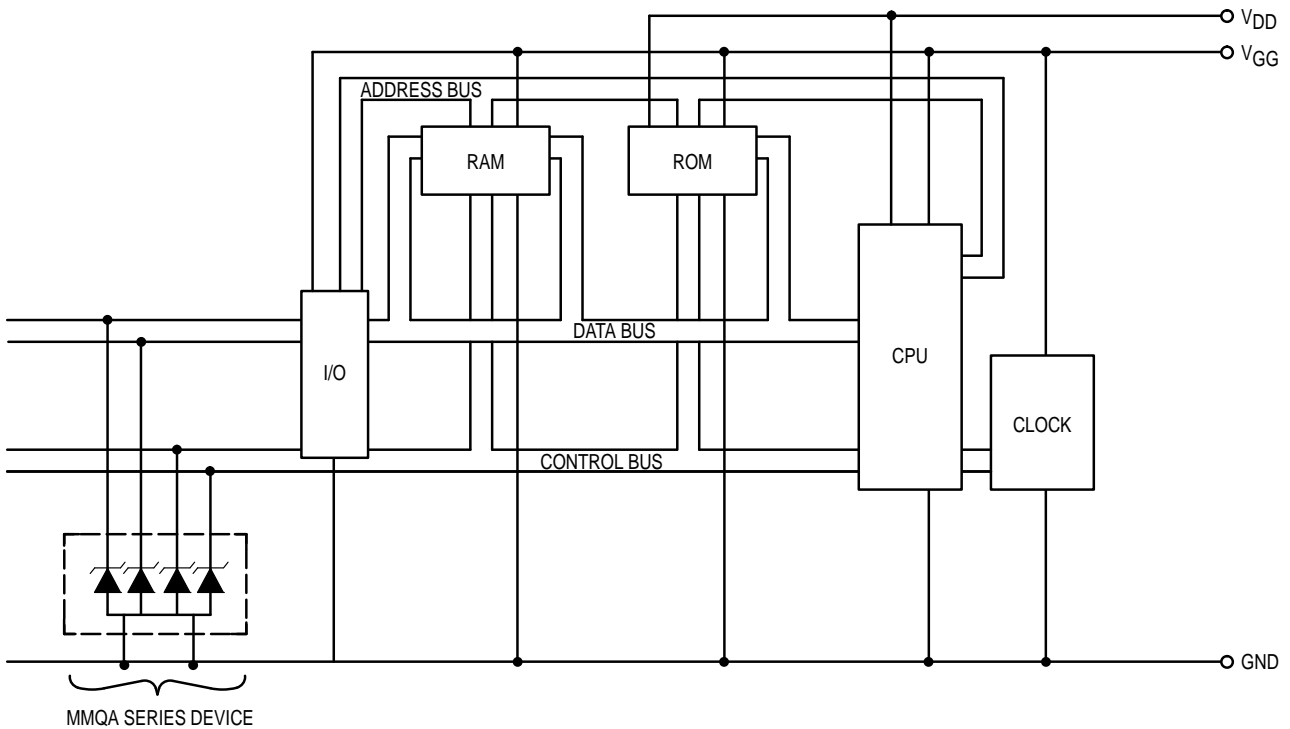 VDD
VGG
ADDRESS BUS
RAM
ROM
DATA BUS
CPU
I/O
CLOCK
CONTROL BUS
GND
MMQA SERIES DEVICE